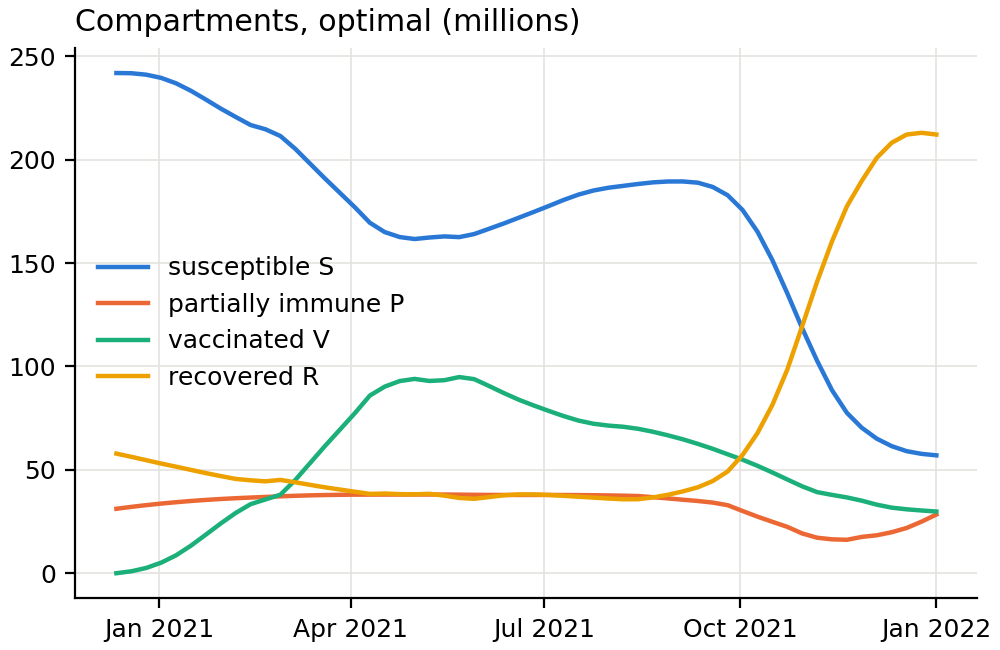 Compartments, optimal (millions)
250
200
150
100
50
0
susceptible S
partially immune P
vaccinated V
recovered R
Jan 2021 Apr 2021 Jul 2021 Oct 2021 Jan 2022